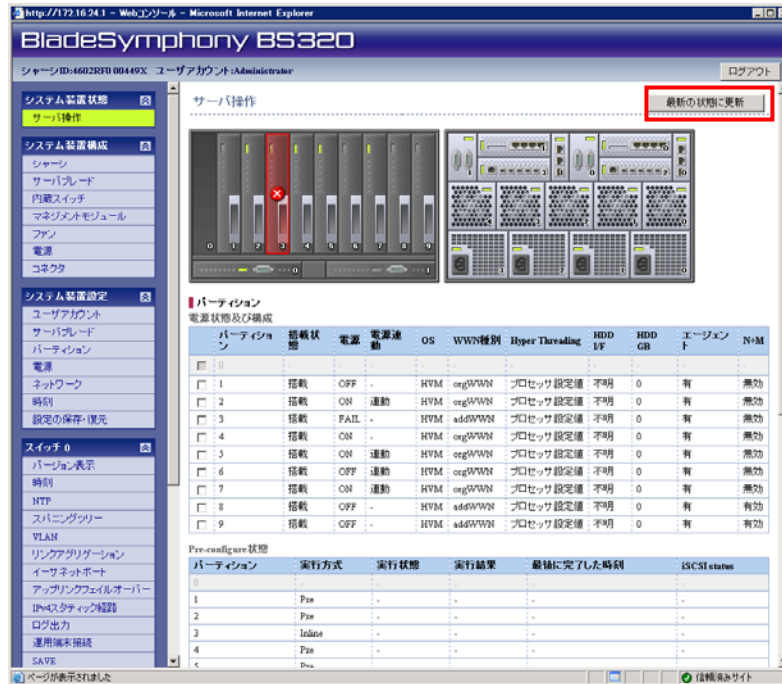 http://172.16.24.1 - Webコンソール - Microsoft Internet Explorer
BladeSymphony BS320
シャーシID:4602RF0 00449X ユーザアカウント:Administrator
ログアウト
システム装置状態
サーバ操作
システム装置構成
シャーシ
サーバブレード
内蔵スイッチ
マネジメントモジュール
ファン
電源
コネクタ
システム装置設定
ユーザアカウント
サーバブレード
パーティション
電源
ネットワーク
時刻
設定の保存・復元
スイッチ 0
バージョン表示
時刻
NTP
スパニングツリー
VLAN
リンクアグリゲーション
イーサネットポート
アップリンクフェイルオーバー
IPv4スタティック経路
ログ出力
運用端末接続
SAVE
サーバ操作
最新の状態に更新
0 1 2 3 4 5 6 7 8 9
0 1
1 0
3 2 1 0
3 2 1 0
パーティション
電源状態及び構成
パーティション 搭載状態 電源 電源連動 OS WWN種別 Hyper Threading HDD I/F HDD GB エージェント N+M
0 - - - - - - - - - -
1 搭載 OFF - HVM orgWWN プロセッサ設定値 不明 0 有 無効
2 搭載 ON 連動 HVM orgWWN プロセッサ設定値 不明 0 有 無効
3 搭載 FAIL - HVM addWWN プロセッサ設定値 不明 0 有 無効
4 搭載 ON - HVM orgWWN プロセッサ設定値 不明 0 有 無効
5 搭載 ON 連動 HVM orgWWN プロセッサ設定値 不明 0 有 無効
6 搭載 OFF 連動 HVM orgWWN プロセッサ設定値 不明 0 有 無効
7 搭載 ON 連動 HVM orgWWN プロセッサ設定値 不明 0 有 無効
8 搭載 OFF - HVM addWWN プロセッサ設定値 不明 0 有 有効
9 搭載 OFF - HVM addWWN プロセッサ設定値 不明 0 有 有効
Pre-configure状態
パーティション 実行方式 実行状態 実行結果 最後に完了した時刻 iSCSI status
0 - - - - -
1 Pxe - - - -
2 Pxe - - - -
3 Inline - - - -
4 Pxe - - - -
5 Pxe
ページが表示されました
信頼済みサイト